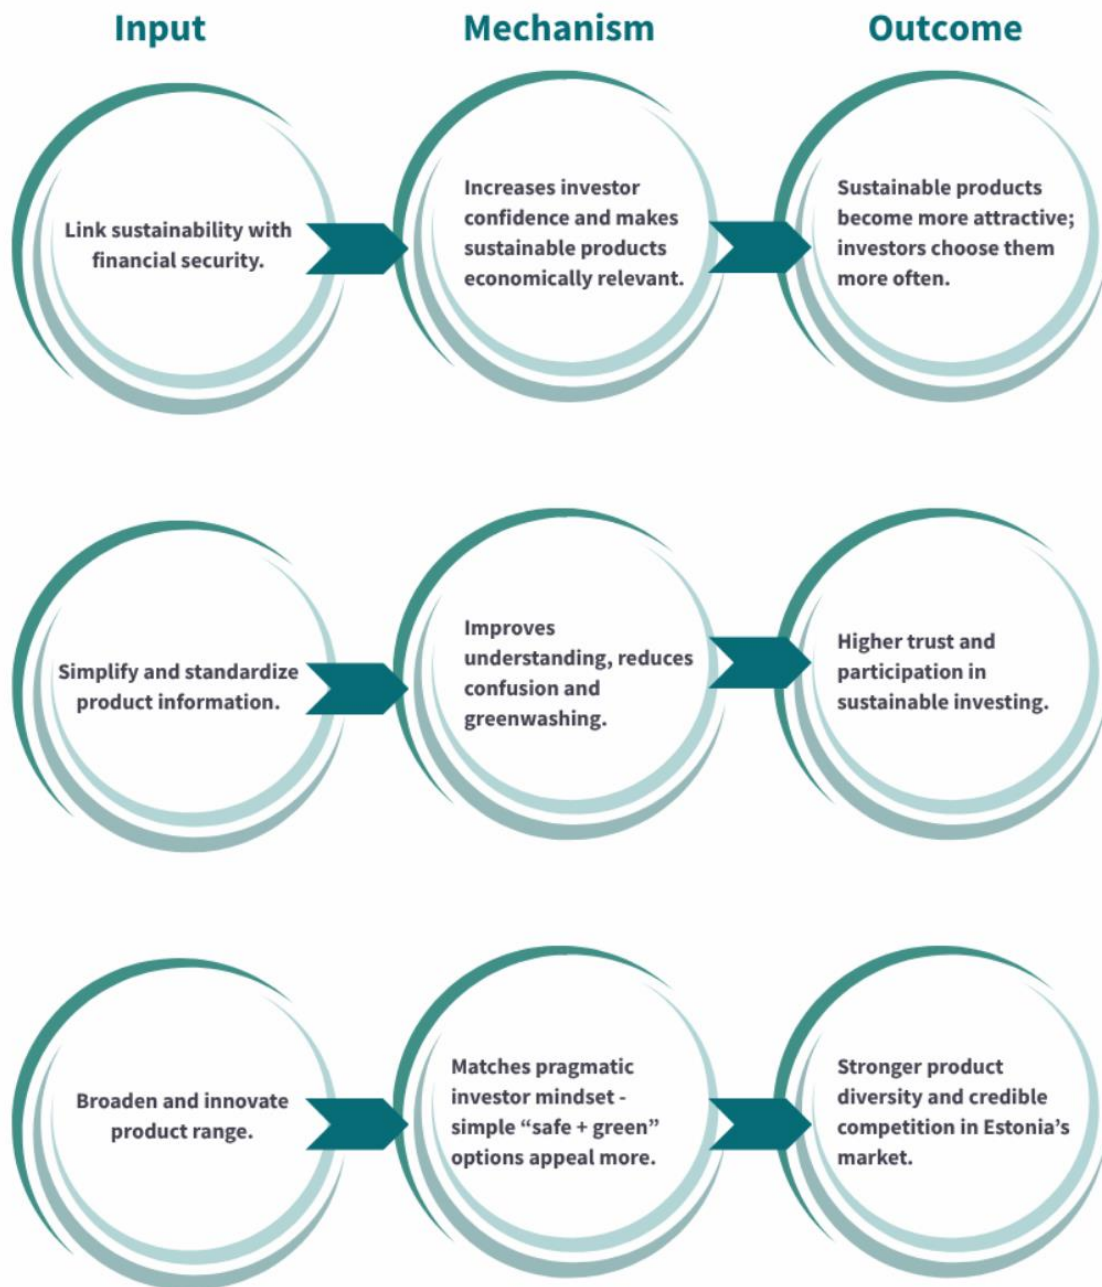 Input
Mechanism
Outcome
Link sustainability with
financial security.
Increases investor
confidence and makes
sustainable products
economically relevant.
Sustainable products
become more attractive;
investors choose them
more often.
Simplify and standardize
product information.
Improves
understanding, reduces
confusion and
greenwashing.
Higher trust and
participation in
sustainable investing.
Broaden and innovate
product range.
Matches pragmatic
investor mindset -
simple “safe + green”
options appeal more.
Stronger product
diversity and credible
competition in Estonia’s
market.